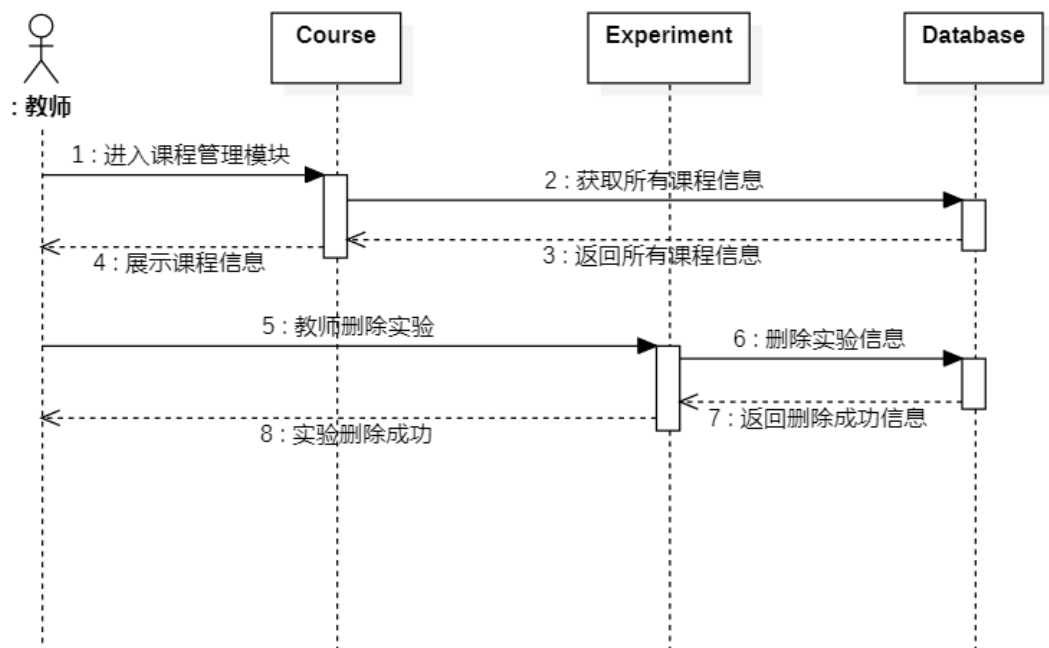 Course
Experiment
Database
: 教师
1 : 进入课程管理模块
2 : 获取所有课程信息
3 : 返回所有课程信息
4 : 展示课程信息
5 : 教师删除实验
6 : 删除实验信息
7 : 返回删除成功信息
8 : 实验删除成功